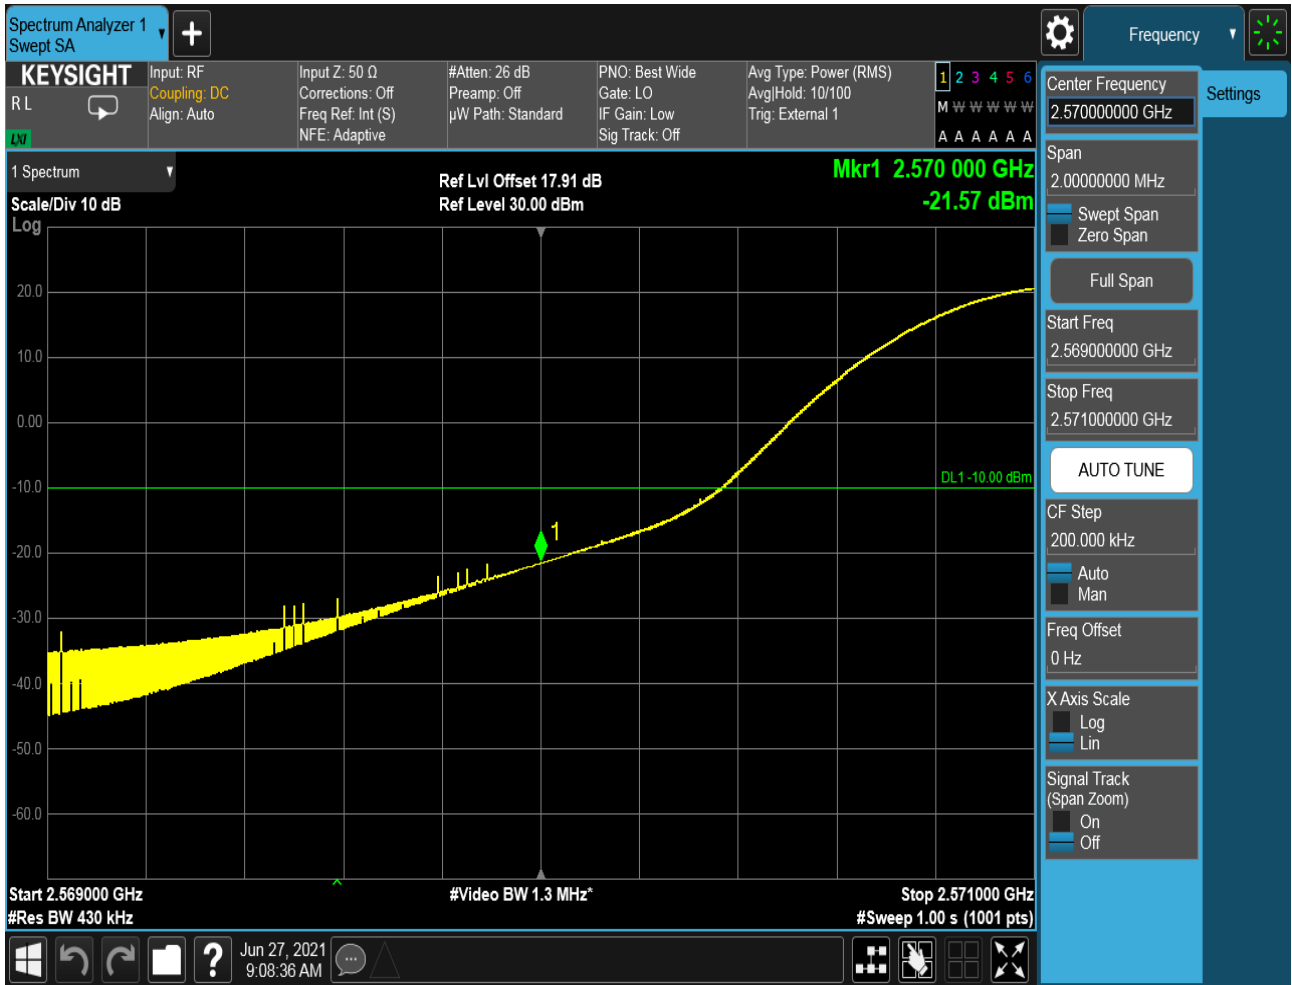 Spectrum Analyzer 1
Swept SA
Frequency
KEYSIGHT
R L
LXI
Input: RF
Coupling: DC
Align: Auto
Input Z: 50 Ω
Corrections: Off
Freq Ref: Int (S)
NFE: Adaptive
#Atten: 26 dB
Preamp: Off
µW Path: Standard
PNO: Best Wide
Gate: LO
IF Gain: Low
Sig Track: Off
Avg Type: Power (RMS)
Avg|Hold: 10/100
Trig: External 1
1 2 3 4 5 6
M W W W W W
A A A A A A
1 Spectrum
Scale/Div 10 dB
Log
Ref Lvl Offset 17.91 dB
Ref Level 30.00 dBm
Mkr1 2.570 000 GHz
-21.57 dBm
20.0
10.0
0.00
-10.0
-20.0
-30.0
-40.0
-50.0
-60.0
DL1 -10.00 dBm
1
Start 2.569000 GHz
#Res BW 430 kHz
#Video BW 1.3 MHz*
Stop 2.571000 GHz
#Sweep 1.00 s (1001 pts)
Center Frequency
2.570000000 GHz
Settings
Span
2.00000000 MHz
Swept Span
Zero Span
Full Span
Start Freq
2.569000000 GHz
Stop Freq
2.571000000 GHz
AUTO TUNE
CF Step
200.000 kHz
Auto
Man
Freq Offset
0 Hz
X Axis Scale
Log
Lin
Signal Track
(Span Zoom)
On
Off
?
Jun 27, 2021
9:08:36 AM